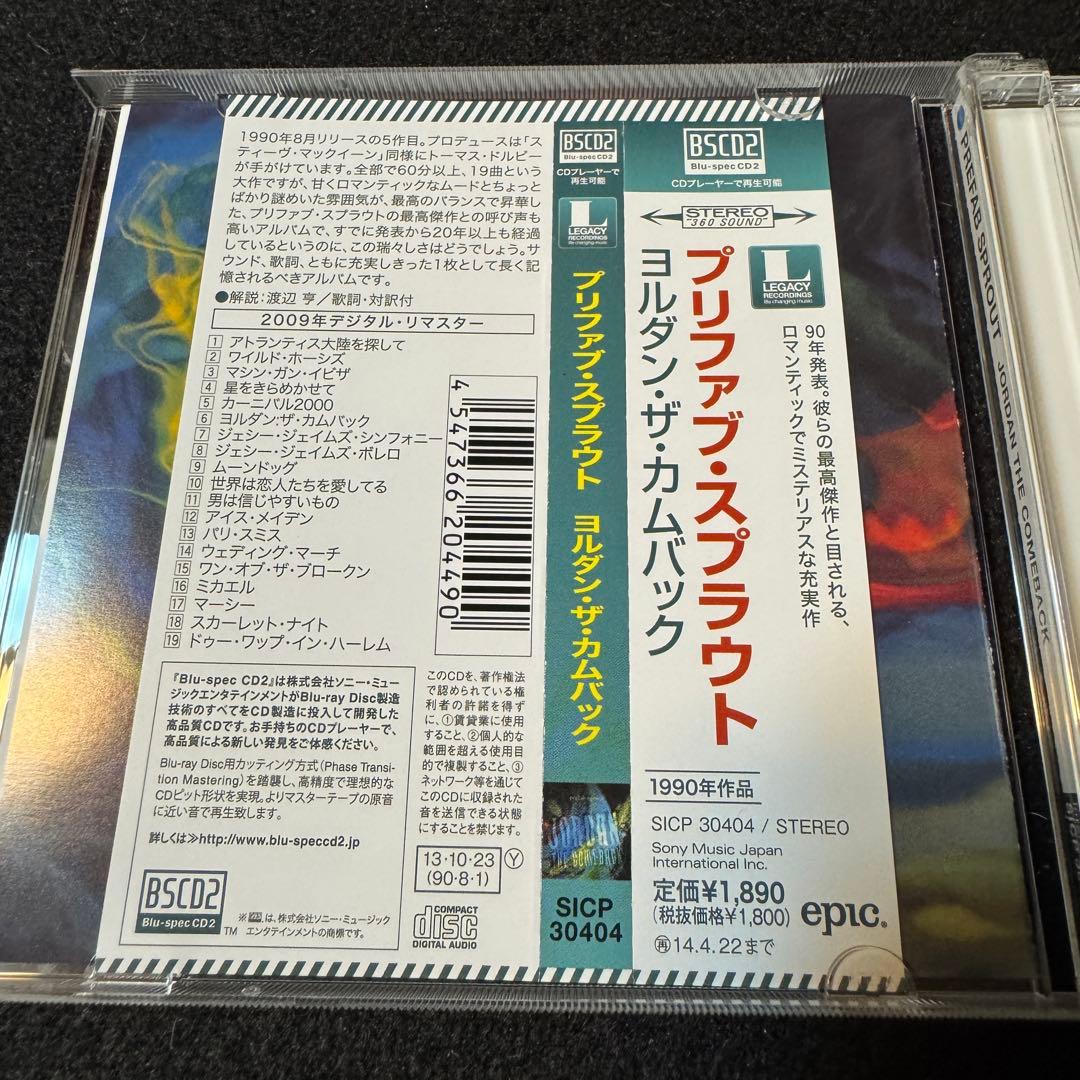 1990年8月リリースの5作目。プロデュースは「ス
ティーヴ・マックイーン」同様にトーマス・ドルビー
が手がけています。全部で60分以上、19曲という
大作ですが、甘くロマンティックなムードとちょっと
ばかり謎めいた雰囲気が、最高のバランスで昇華し
た、プリファブ・スプラウトの最高傑作との呼び声も
高いアルバムで、すでに発表から20年以上も経過
しているというのに、この瑞々しさはどうでしょう。サ
ウンド、歌詞、ともに充実しきった1枚として長く記
憶されるべきアルバムです。
●解説:渡辺 亨/歌詞・対訳付
2009年デジタル・リマスター
1 アトランティス大陸を探して
2 ワイルド・ホーシズ
3 マシン・ガン・イビザ
4 星をきらめかせて
5 カーニバル2000
6 ヨルダン:ザ・カムバック
7 ジェシー・ジェイムズ・シンフォニー
8 ジェシー・ジェイムズ・ボレロ
9 ムーンドッグ
10 世界は恋人たちを愛してる
11 男は信じやすいもの
12 アイス・メイデン
13 パリ・スミス
14 ウェディング・マーチ
15 ワン・オブ・ザ・ブロークン
16 ミカエル
17 マーシー
18 スカーレット・ナイト
19 ドゥー・ワップ・イン・ハーレム
4 547366 204490
『Blu-spec CD2』は株式会社ソニー・ミュー
ジックエンタテインメントがBlu-ray Disc製造
技術のすべてをCD製造に投入して開発した
高品質CDです。お手持ちのCDプレーヤーで、
高品質による新しい発見をご体感ください。
Blu-ray Disc用カッティング方式(Phase Transi-
tion Mastering)を踏襲し、高精度で理想的な
CDピット形状を実現。よりマスターテープの原音
に近い音で再生致します。
詳しくは≫http://www.blu-speccd2.jp
BSCD2
Blu-spec CD2
TM
※ は、株式会社ソニー・ミュージック
エンタテインメントの商標です。
このCDを、著作権法
で認められている権
利者の許諾を得ず
に、①賃貸業に使用
すること、②個人的な
範囲を超える使用目
的で複製すること、③
ネットワーク等を通じて
このCDに収録された
音を送信できる状態
にすることを禁じます。
13・10・23
(90・8・1)
Y
COMPACT
disc
DIGITAL AUDIO
BSCD2
Blu-spec CD2
CDプレーヤーで
再生可能
L
LEGACY
RECORDINGS
life changing music
プリファブ・スプラウト ヨルダン・ザ・カムバック
JORDAN
THE COMEBACK
SICP
30404
BSCD2
Blu-spec CD2
CDプレーヤーで再生可能
STEREO
"360 SOUND"
L
LEGACY
RECORDINGS
life changing music
プリファブ・スプラウト
ヨルダン・ザ・カムバック
90年発表。彼らの最高傑作と目される、
ロマンティックでミステリアスな充実作
1990年作品
SICP 30404 / STEREO
Sony Music Japan
International Inc.
定価¥1,890
(税抜価格¥1,800)
epic®
再14.4.22まで
PREFAB SPROUT JORDAN THE COMEBACK